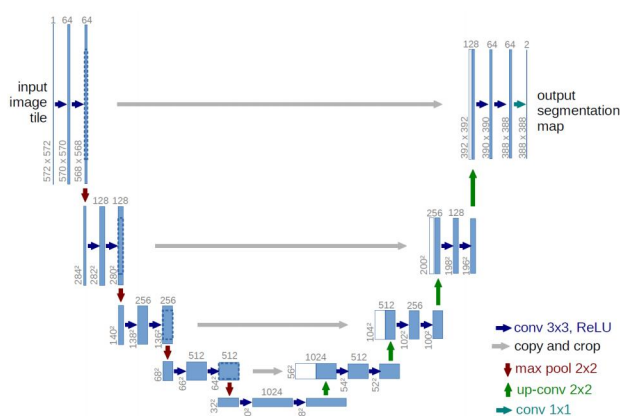 1 64 64
128 64 64 2
input
image
tile
output
segmentation
map
572 x 572
570 x 570
568 x 568
392 x 392
390 x 390
388 x 388
388 x 388
128 128
256 128
284²
282²
280²
200²
198²
196²
256 256
512 256
140²
138²
136²
104²
102²
100²
512 512
1024 512
68²
66²
64²
56²
54²
52²
1024
32²
conv 3x3, ReLU
copy and crop
max pool 2x2
up-conv 2x2
conv 1x1